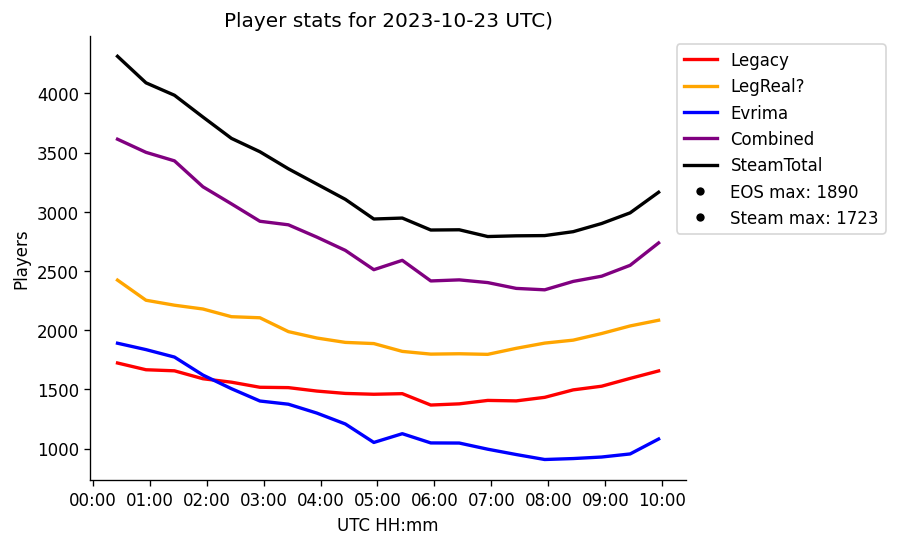 Player stats for 2023-10-23 UTC)
Players
4000
3500
3000
2500
2000
1500
1000
00:00 01:00 02:00 03:00 04:00 05:00 06:00 07:00 08:00 09:00 10:00
UTC HH:mm
Legacy
LegReal?
Evrima
Combined
SteamTotal
EOS max: 1890
Steam max: 1723